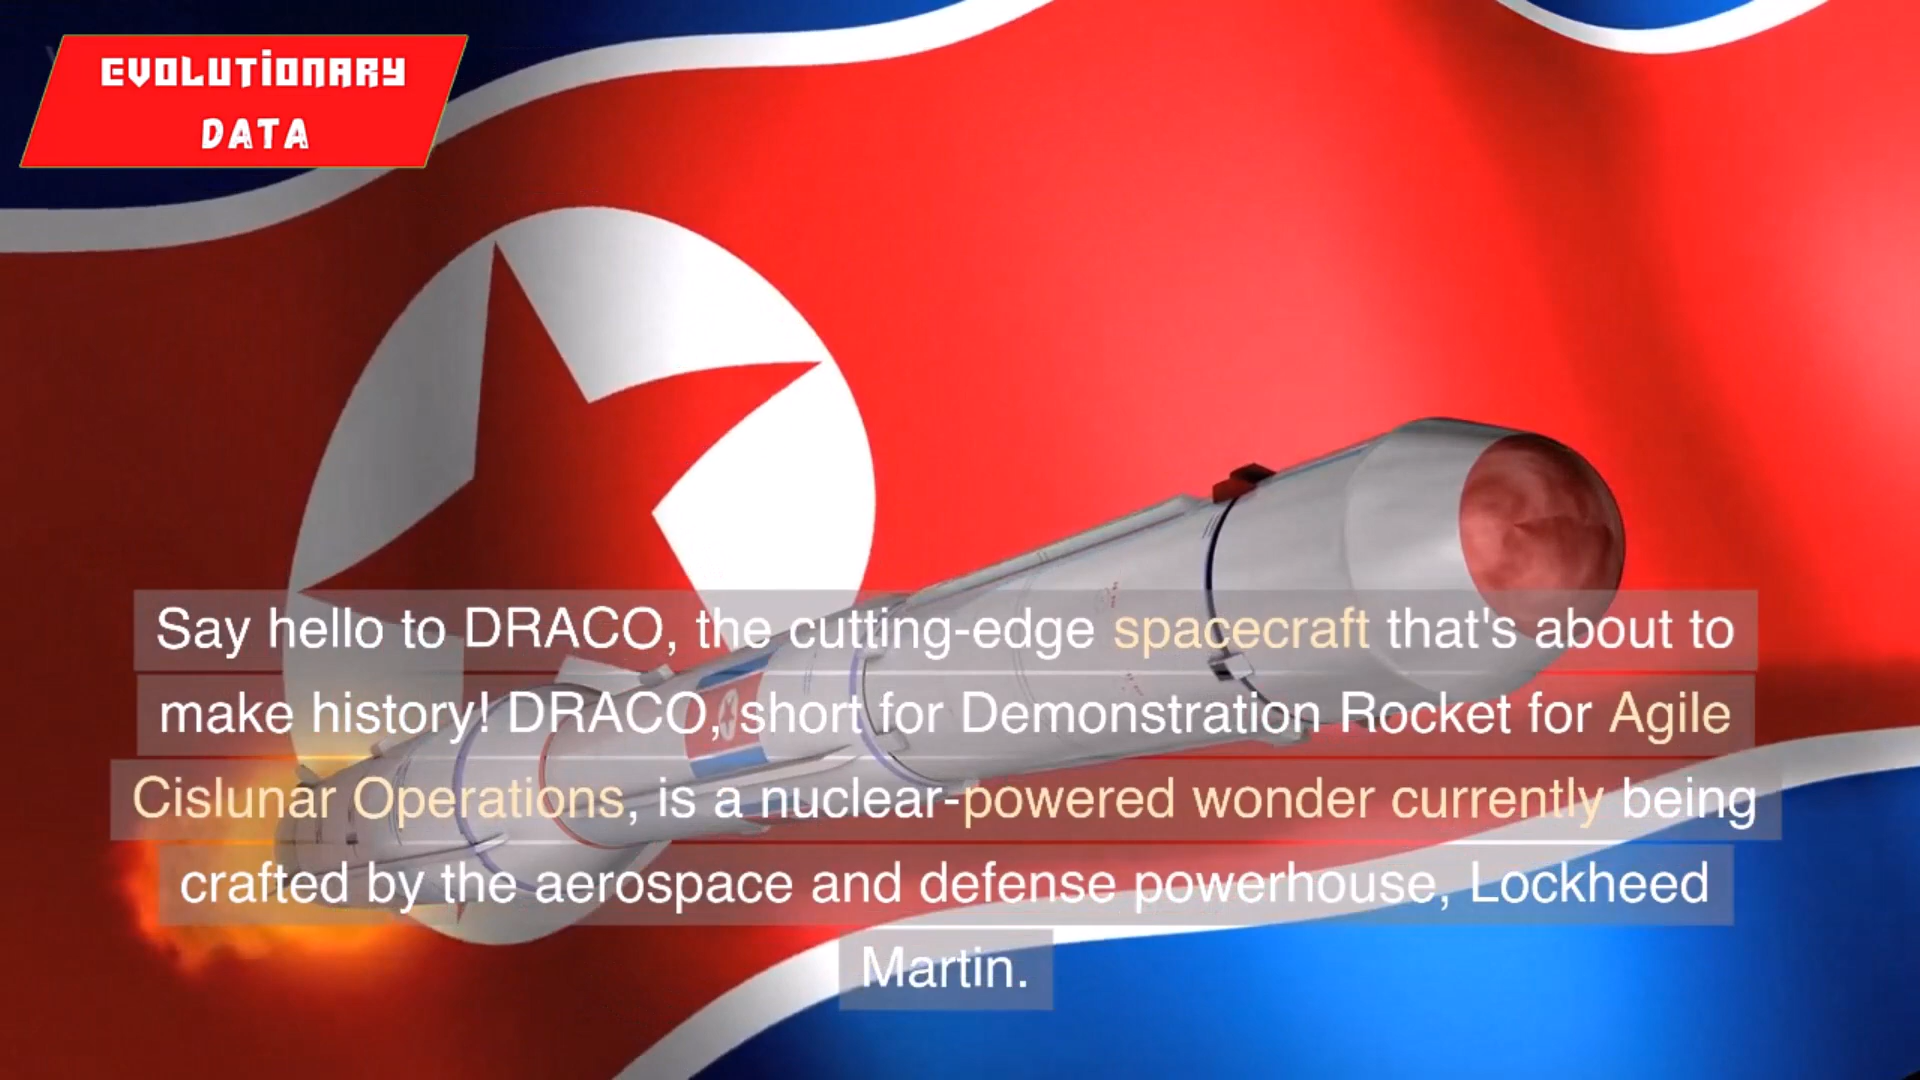 EVOLUTIONARY
DATA
Say hello to DRACO, the cutting-edge spacecraft that's about to
make history! DRACO, short for Demonstration Rocket for Agile
Cislunar Operations, is a nuclear-powered wonder currently being
crafted by the aerospace and defense powerhouse, Lockheed
Martin.